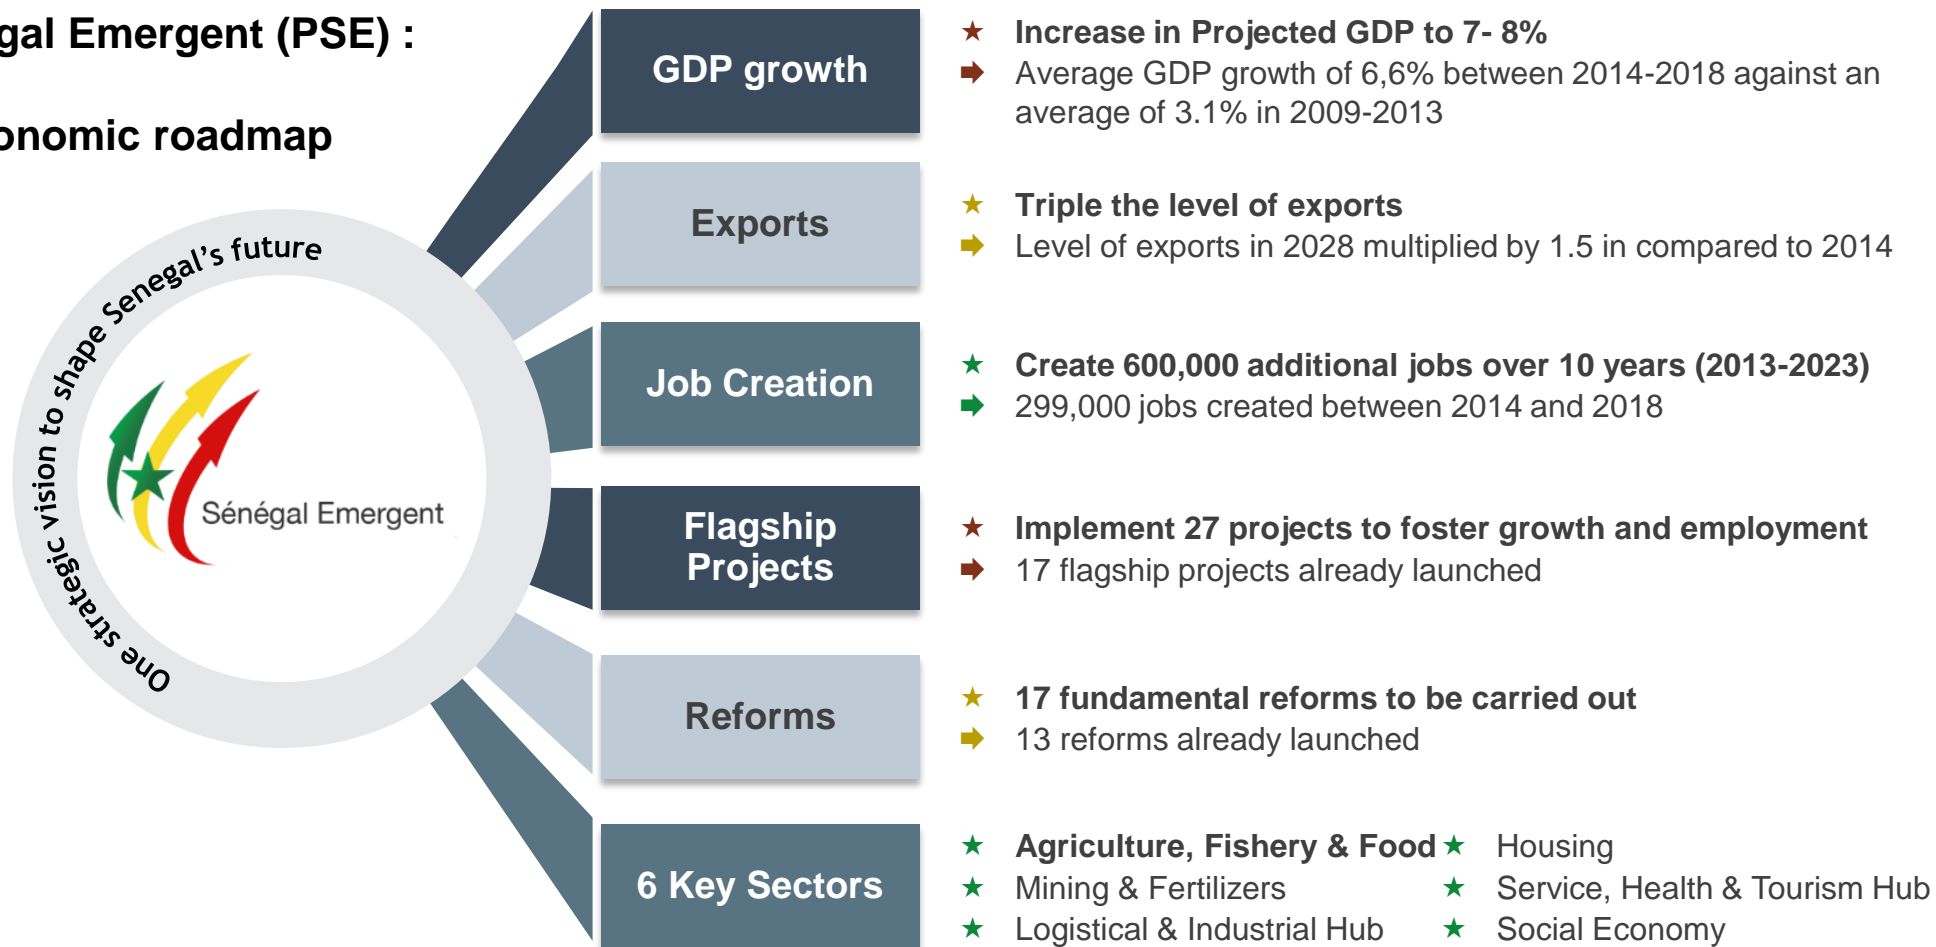 gal Emergent (PSE) :
onomic roadmap
One strategic vision to shape Senegal's future
Sénégal Emergent
GDP growth
Increase in Projected GDP to 7- 8%
Average GDP growth of 6,6% between 2014-2018 against an
average of 3.1% in 2009-2013
Exports
Triple the level of exports
Level of exports in 2028 multiplied by 1.5 in compared to 2014
Job Creation
Create 600,000 additional jobs over 10 years (2013-2023)
299,000 jobs created between 2014 and 2018
Flagship
Projects
Implement 27 projects to foster growth and employment
17 flagship projects already launched
Reforms
17 fundamental reforms to be carried out
13 reforms already launched
6 Key Sectors
Agriculture, Fishery & Food
Mining & Fertilizers
Logistical & Industrial Hub
Housing
Service, Health & Tourism Hub
Social Economy